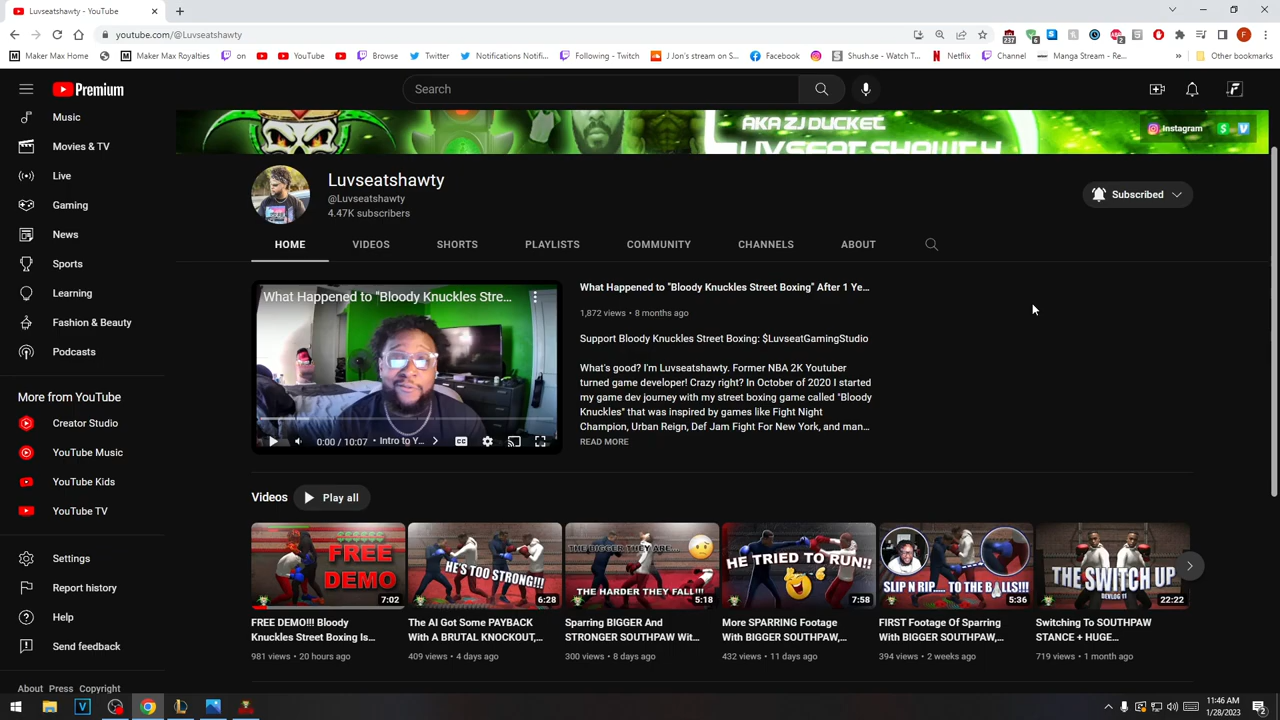 Luvseatshawty - YouTube
youtube.com/@Luvseatshawty
237
6
2
F
Maker Max Home
Maker Max Royalties
on
YouTube
Browse
Twitter
Notifications Notifi...
Following - Twitch
J Jon's stream on S...
Facebook
Shush.se - Watch T...
Netflix
Channel
Manga Stream - Re...
»
Other bookmarks
Premium
Search
Music
Movies & TV
Live
Gaming
News
Sports
Learning
Fashion & Beauty
Podcasts
More from YouTube
Creator Studio
YouTube Music
YouTube Kids
YouTube TV
Settings
Report history
Help
Send feedback
About Press Copyright
AKA ZJ DUCKET
LUVSEAT SHAWTY
Instagram
Luvseatshawty
@Luvseatshawty
4.47K subscribers
Subscribed
HOME
VIDEOS
SHORTS
PLAYLISTS
COMMUNITY
CHANNELS
ABOUT
What Happened to "Bloody Knuckles Stre...
0:00 / 10:07 • Intro to Y...
CC
What Happened to "Bloody Knuckles Street Boxing" After 1 Ye...
1,872 views • 8 months ago
Support Bloody Knuckles Street Boxing: $LuvseatGamingStudio
What's good? I'm Luvseatshawty. Former NBA 2K Youtuber
turned game developer! Crazy right? In October of 2020 I started
my game dev journey with my street boxing game called "Bloody
Knuckles" that was inspired by games like Fight Night
Champion, Urban Reign, Def Jam Fight For New York, and man...
READ MORE
Videos
Play all
FREE
DEMO
7:02
FREE DEMO!!! Bloody
Knuckles Street Boxing Is...
981 views • 20 hours ago
HE'S TOO STRONG!!!
6:28
The AI Got Some PAYBACK
With A BRUTAL KNOCKOUT,...
409 views • 4 days ago
THE BIGGER THEY ARE...
THE HARDER THEY FALL!!!
5:18
Sparring BIGGER And
STRONGER SOUTHPAW Wit...
300 views • 8 days ago
HE TRIED TO RUN!!
7:58
More SPARRING Footage
With BIGGER SOUTHPAW,...
432 views • 11 days ago
SLIP N RIP.... TO THE BALLS!!!
5:36
FIRST Footage Of Sparring
With BIGGER SOUTHPAW,...
394 views • 2 weeks ago
THE SWITCH UP
DEVLOG 11
22:22
Switching To SOUTHPAW
STANCE + HUGE...
719 views • 1 month ago
11:46 AM
1/28/2023
2